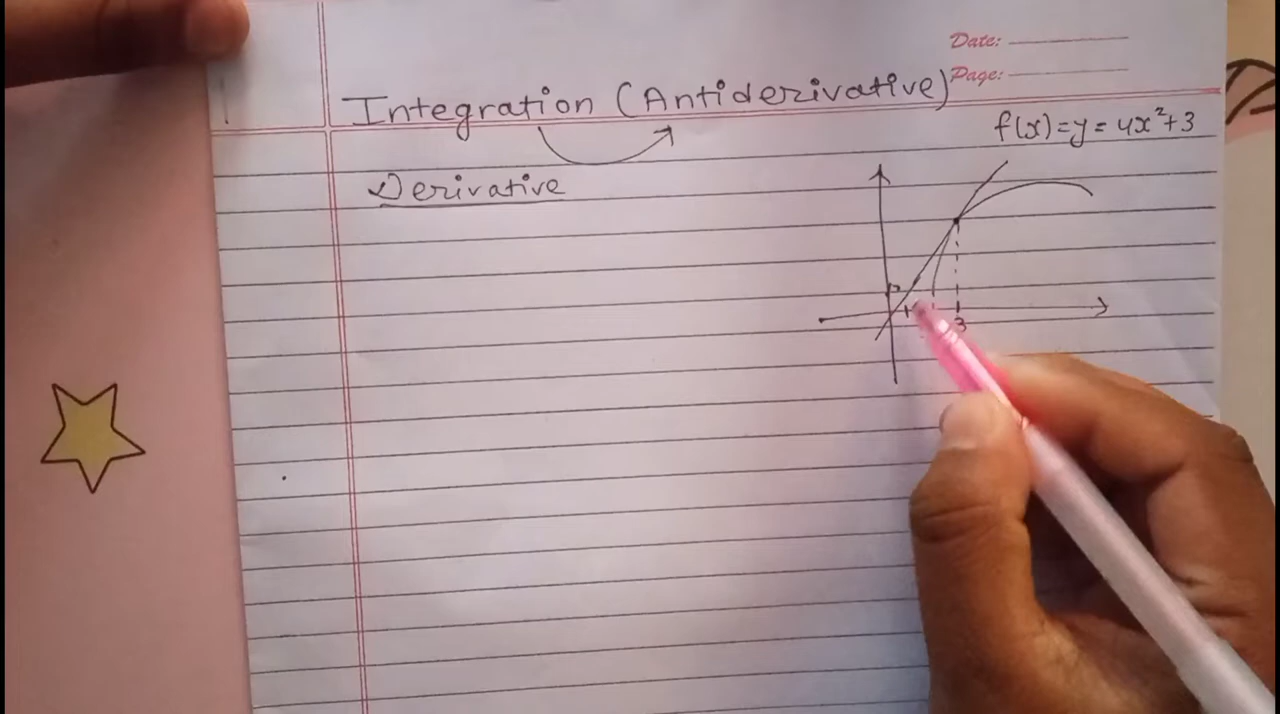 Date:
Page:
Integration (Antiderivative)
f(x)=y= 4x²+3
Derivative
3